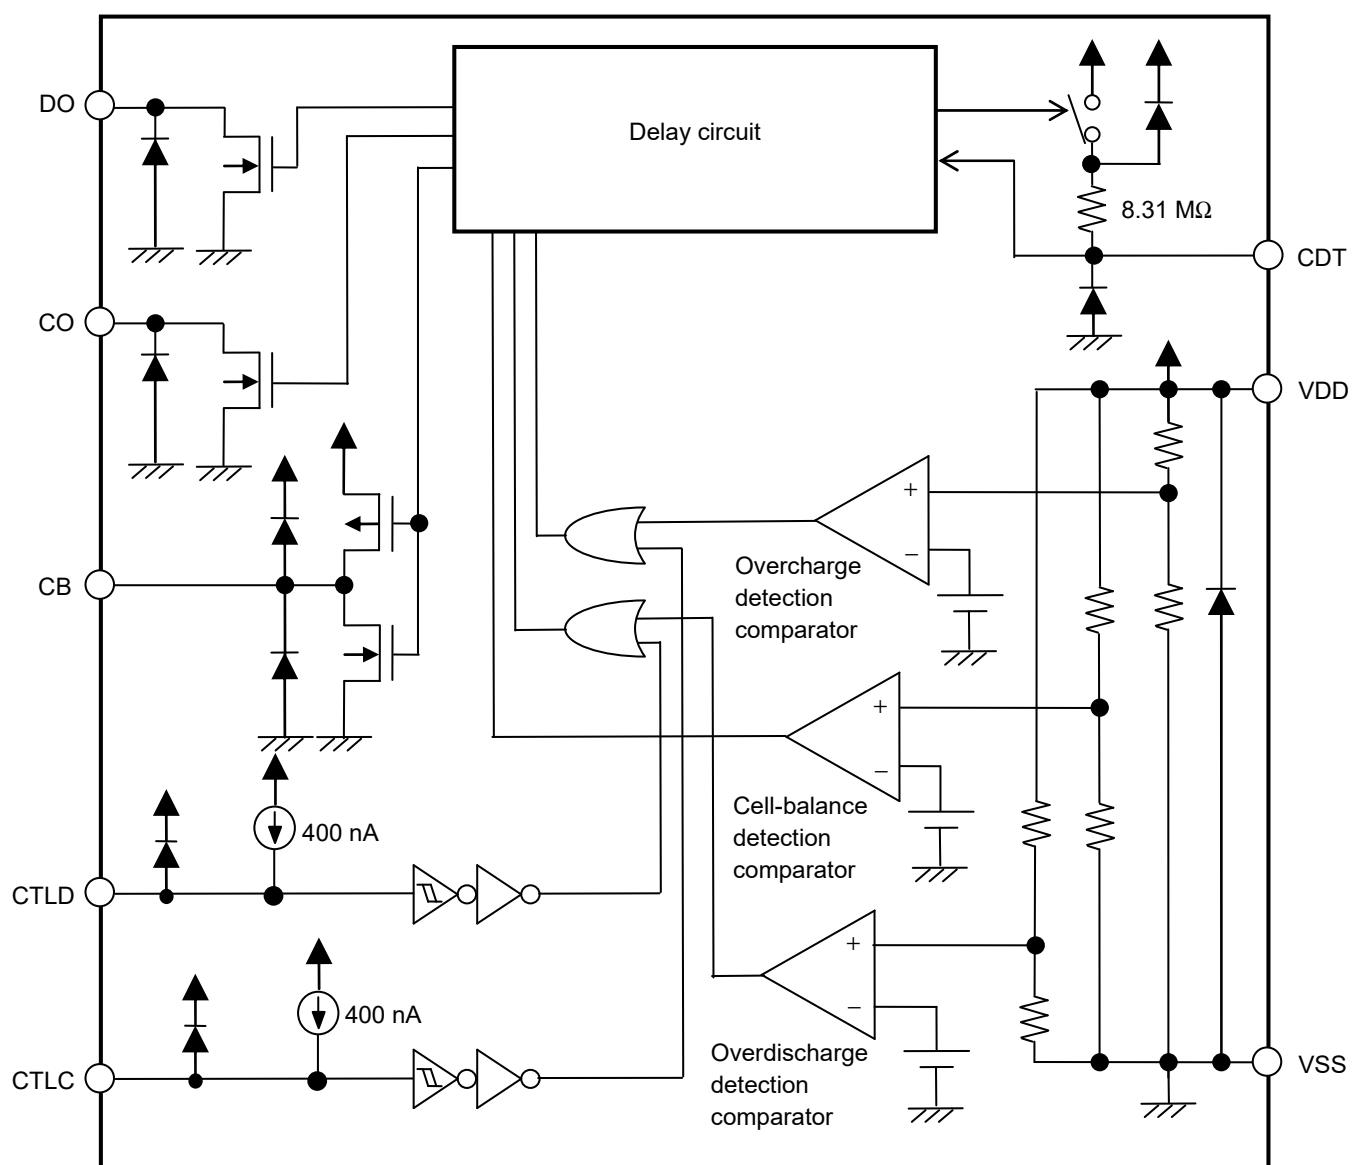 DO
Delay circuit
8.31 MΩ
CDT
CO
VDD
+
−
Overcharge
detection
comparator
CB
+
−
Cell-balance
detection
comparator
400 nA
CTLD
+
−
400 nA
Overdischarge
detection
comparator
CTLC
VSS